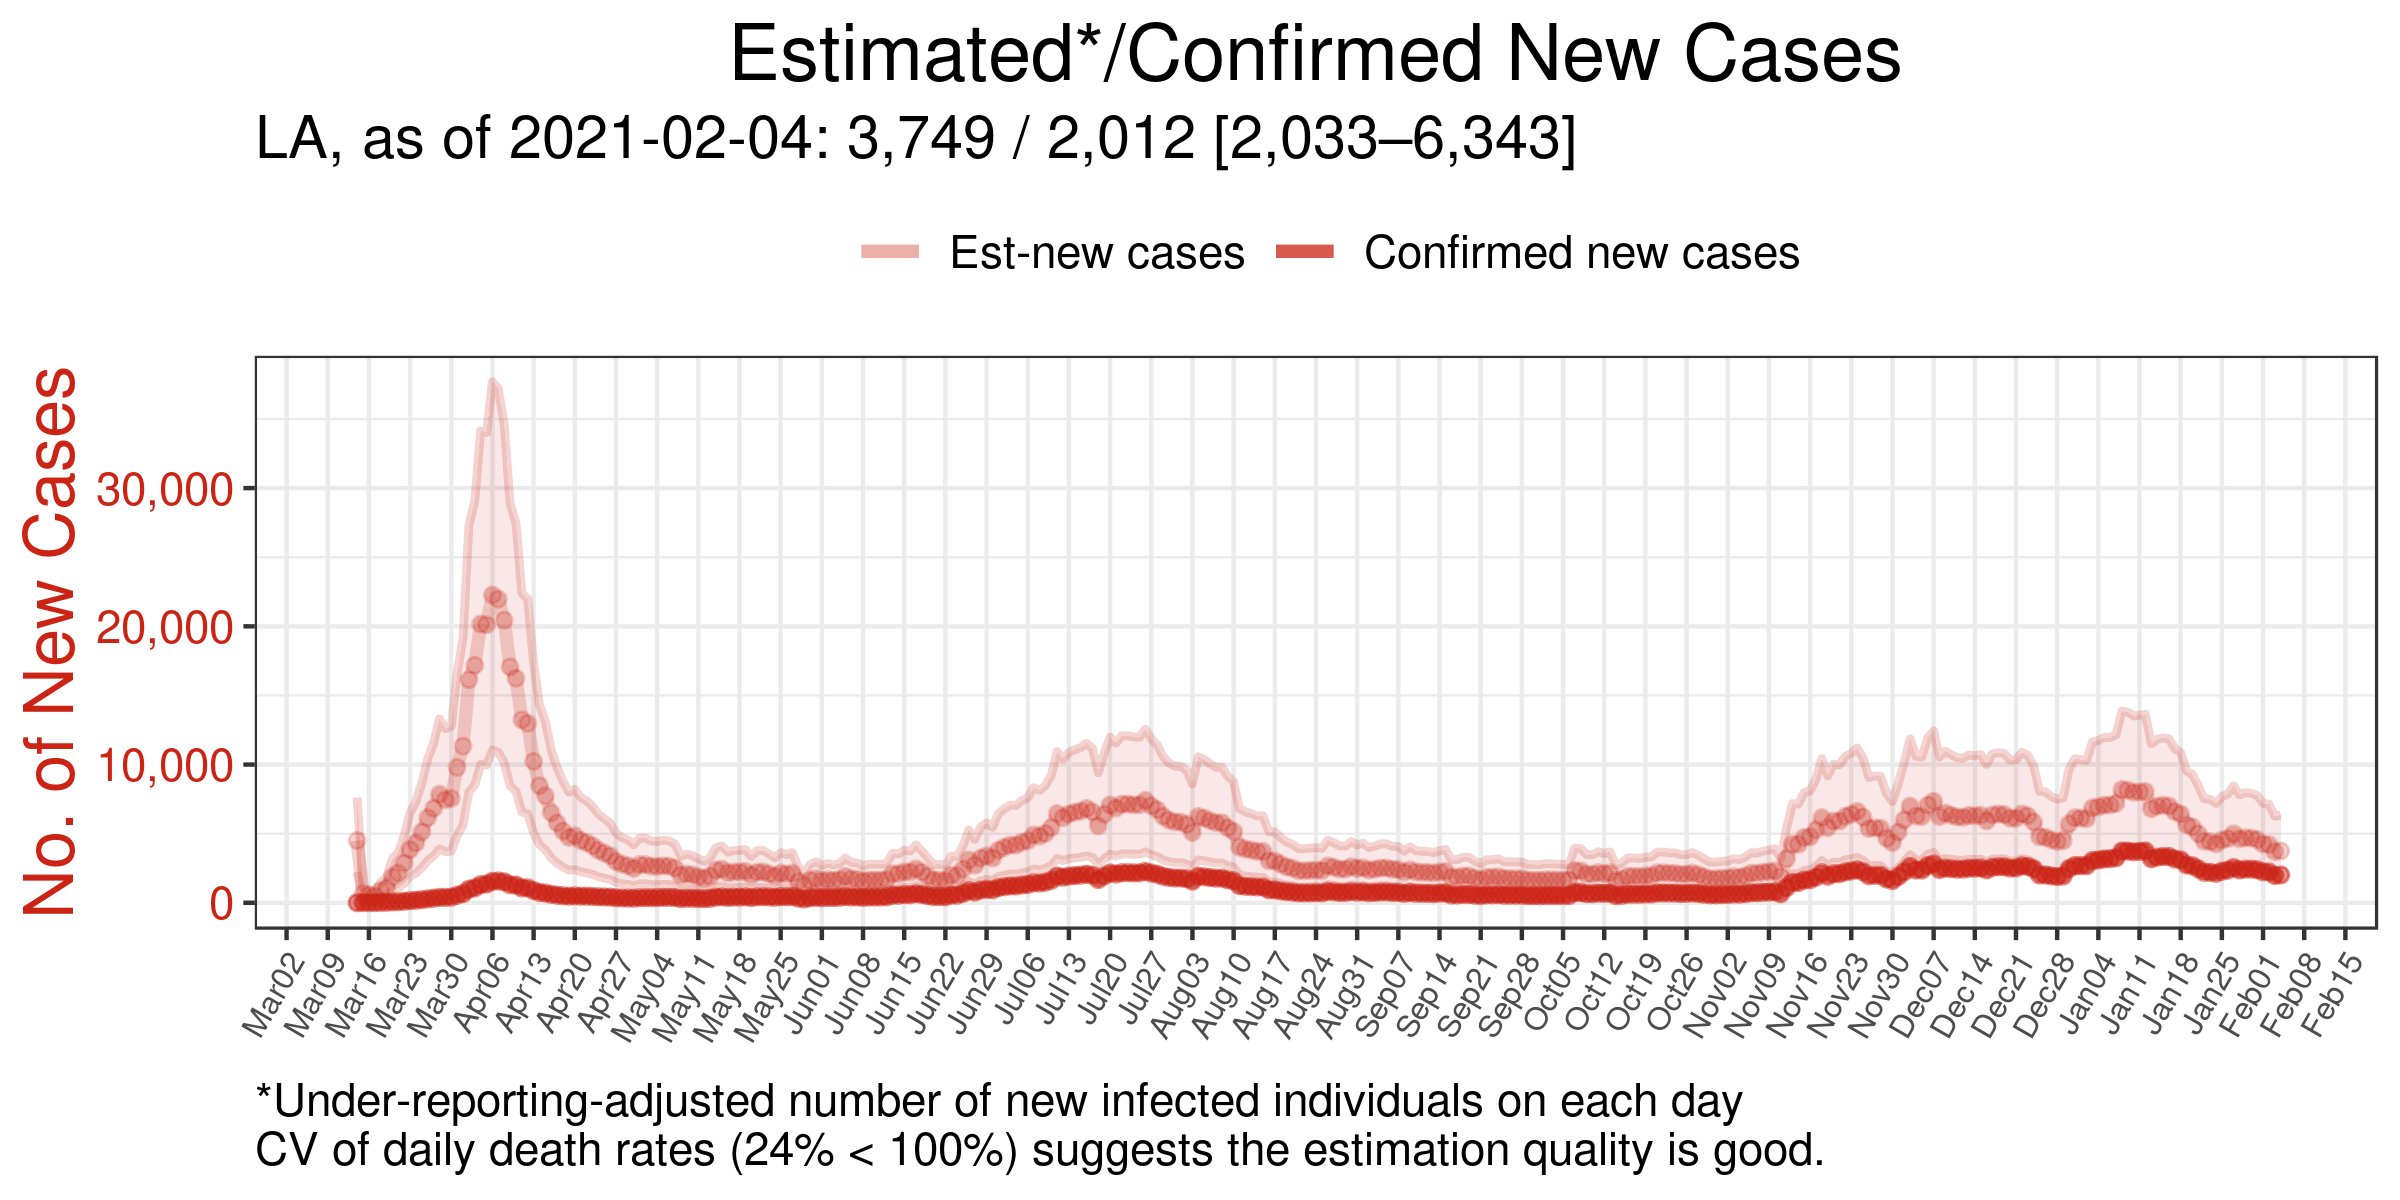 Estimated*/Confirmed New Cases
LA, as of 2021-02-04: 3,749 / 2,012 [2,033–6,343]
Est-new cases
Confirmed new cases
No. of New Cases
30,000
20,000
10,000
0
Mar02
Mar09
Mar16
Mar23
Mar30
Apr06
Apr13
Apr20
Apr27
May04
May11
May18
May25
Jun01
Jun08
Jun15
Jun22
Jun29
Jul06
Jul13
Jul20
Jul27
Aug03
Aug10
Aug17
Aug24
Aug31
Sep07
Sep14
Sep21
Sep28
Oct05
Oct12
Oct19
Oct26
Nov02
Nov09
Nov16
Nov23
Nov30
Dec07
Dec14
Dec21
Dec28
Jan04
Jan11
Jan18
Jan25
Feb01
Feb08
Feb15
*Under-reporting-adjusted number of new infected individuals on each day
CV of daily death rates (24% < 100%) suggests the estimation quality is good.